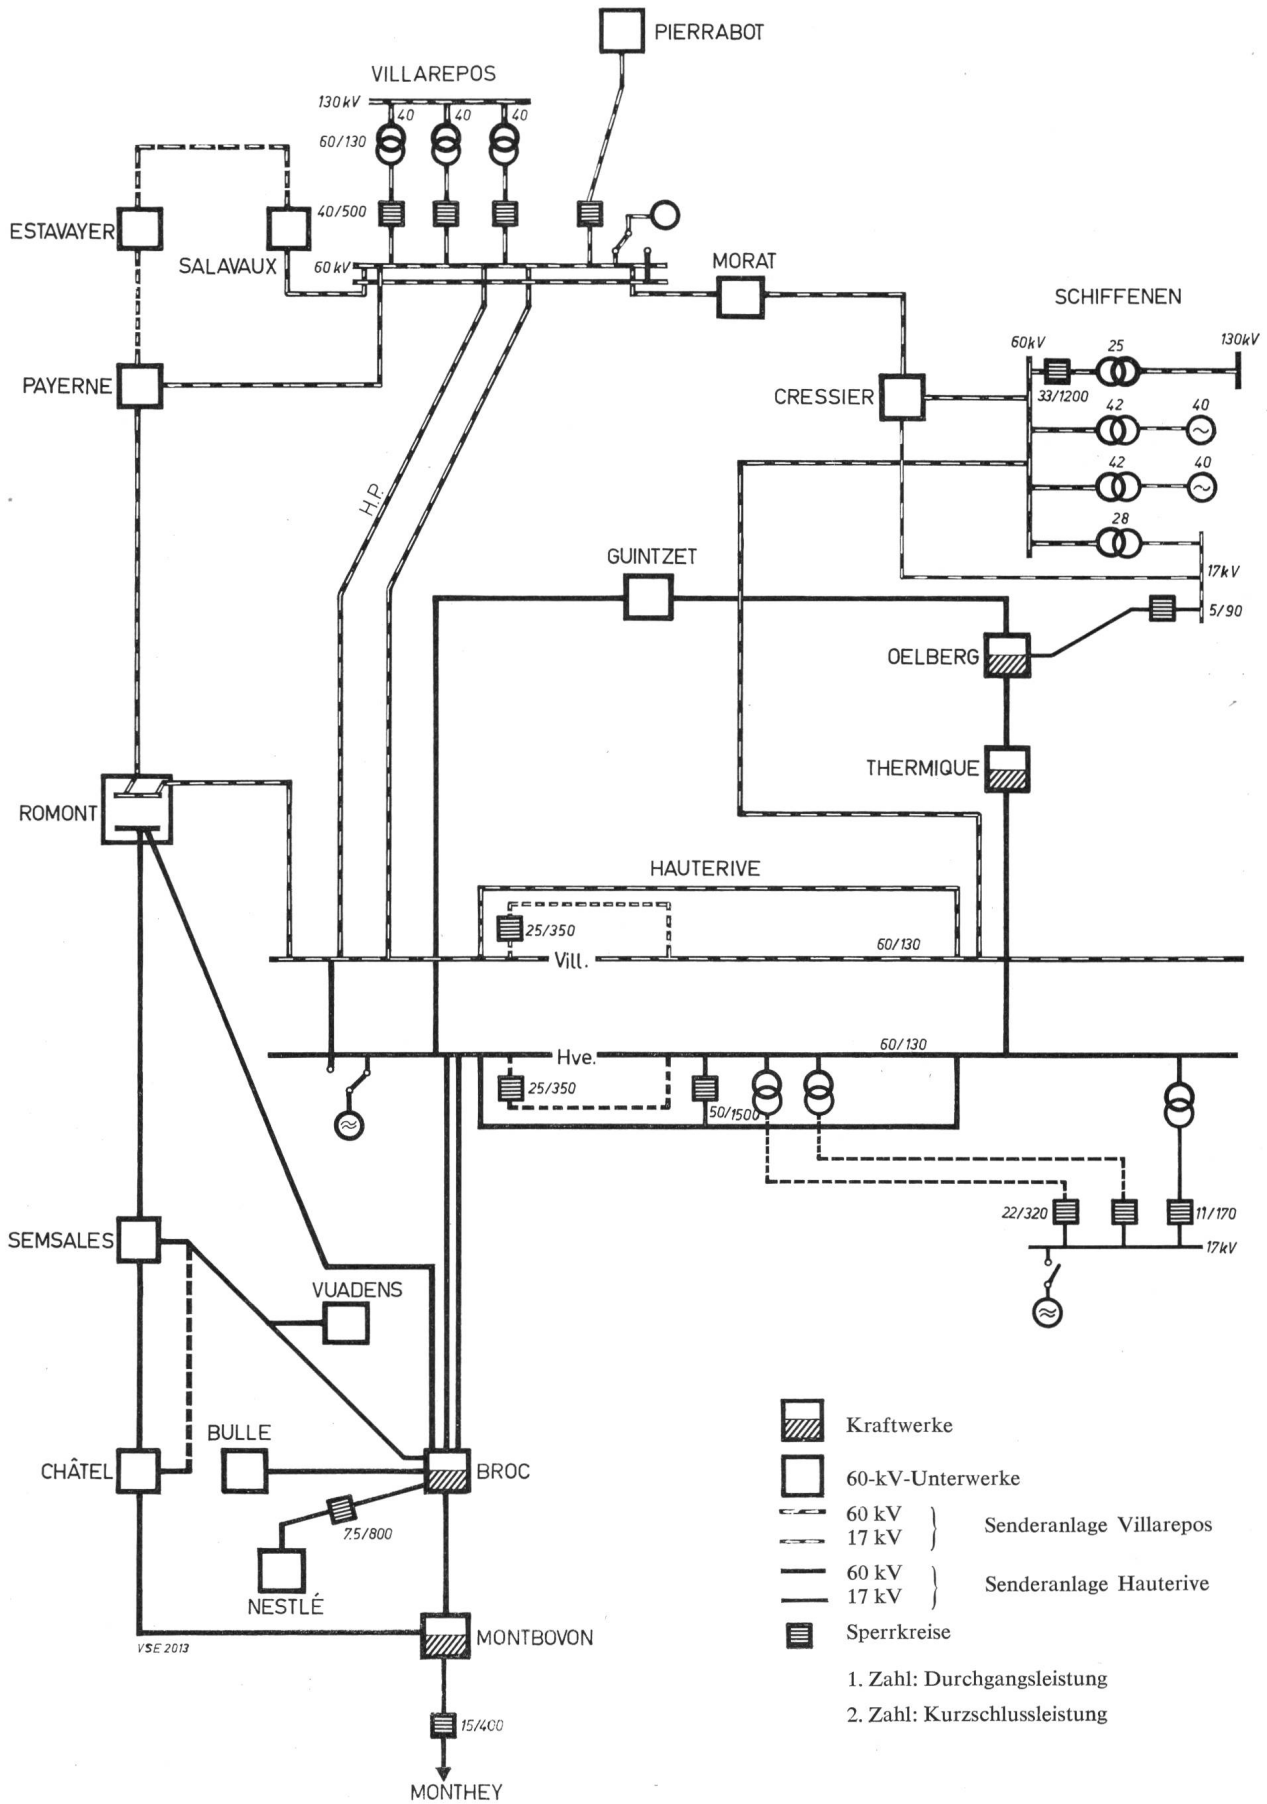 PIERRABOT
VILLAREPOS
130 kV
40
40
40
60/130
40/500
ESTAVAYER
SALAVAUX
60 kV
MORAT
SCHIFFENEN
60kV
25
130kV
33/1200
PAYERNE
CRESSIER
42
40
42
40
28
H.P.
17kV
5/90
GUINTZET
OELBERG
THERMIQUE
ROMONT
HAUTERIVE
25/350
60/130
Vill.
Hve.
60/130
25/350
50/1500
22/320
11/170
17kV
SEMSALES
VUADENS
BULLE
CHÂTEL
BROC
7.5/800
NESTLÉ
MONTBOVON
VSE 2013
15/400
MONTHEY
Kraftwerke
60-kV-Unterwerke
60 kV
17 kV
Senderanlage Villarepos
60 kV
17 kV
Senderanlage Hauterive
Sperrkreise
1. Zahl: Durchgangsleistung
2. Zahl: Kurzschlussleistung